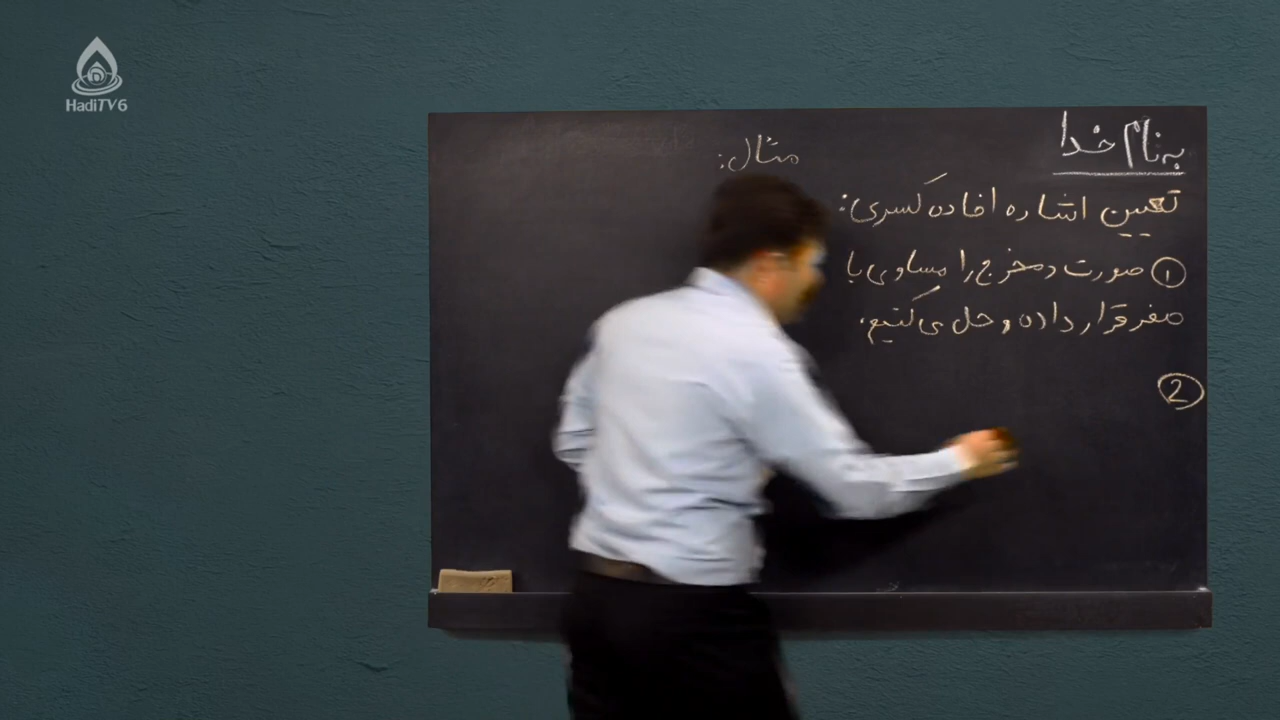 HadiTV6
به نام خدا
مثال:
تعیین اشاره افاده کسری:
① صورت و مخرج را مساوی با
صفر قرار داده و حل می کنیم.
②